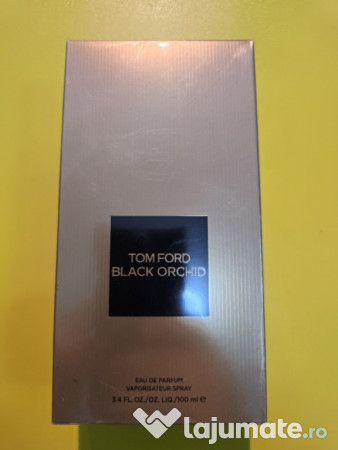 TOM FORD
BLACK ORCHID
EAU DE PARFUM
VAPORISATEUR SPRAY
3.4 FL.OZ./OZ. LIQ./100 ml e
lajumate.ro